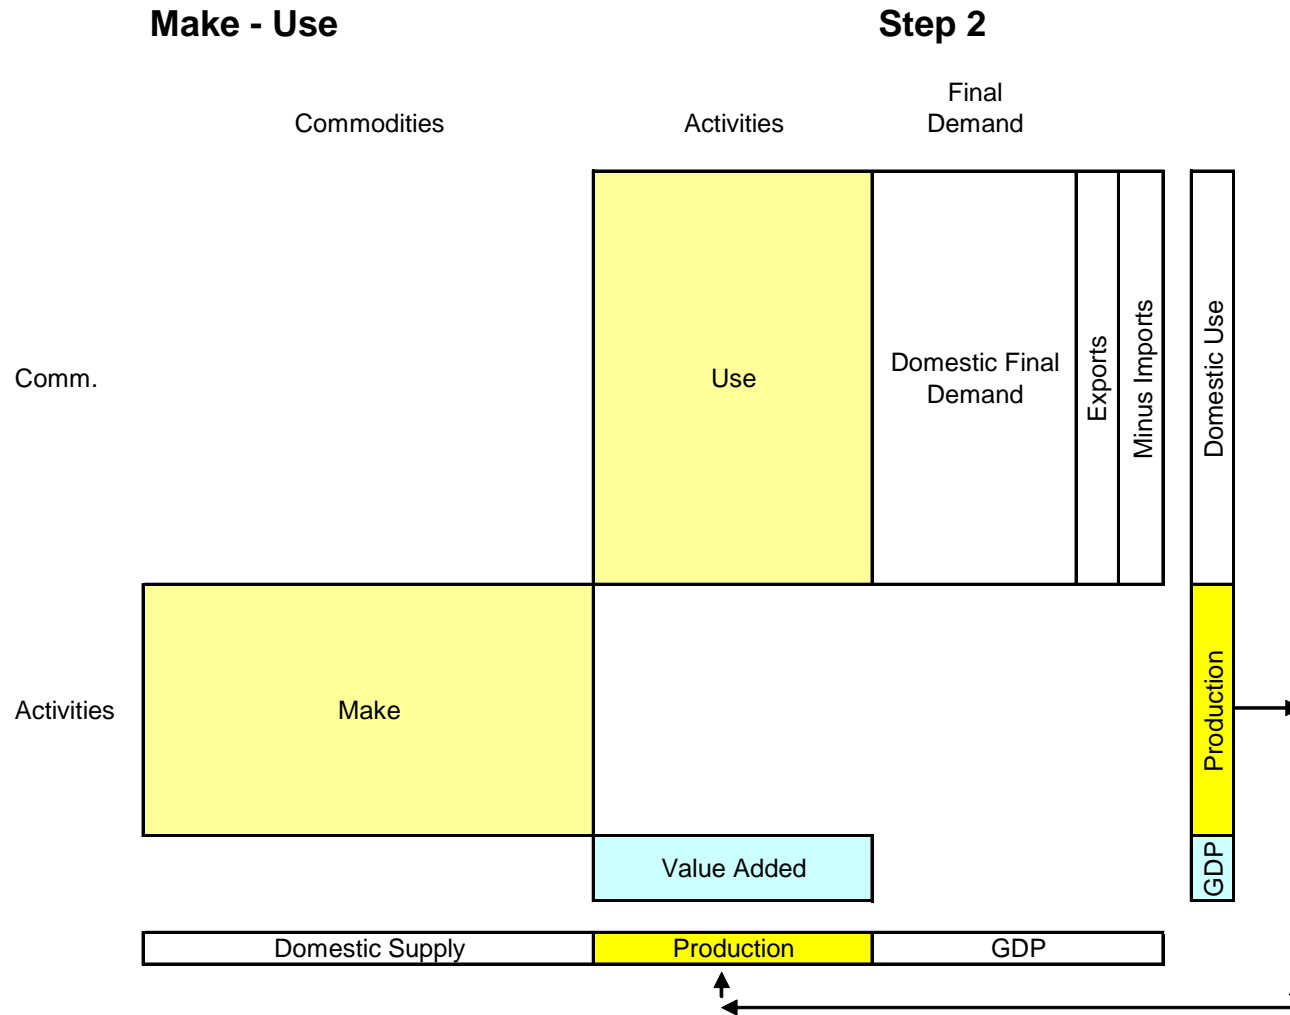 Make - Use
Step 2
Commodities
Activities
Final
Demand
Comm.
Use
Domestic Final
Demand
Exports
Minus Imports
Domestic Use
Activities
Make
Production
Value Added
GDP
Domestic Supply
Production
GDP